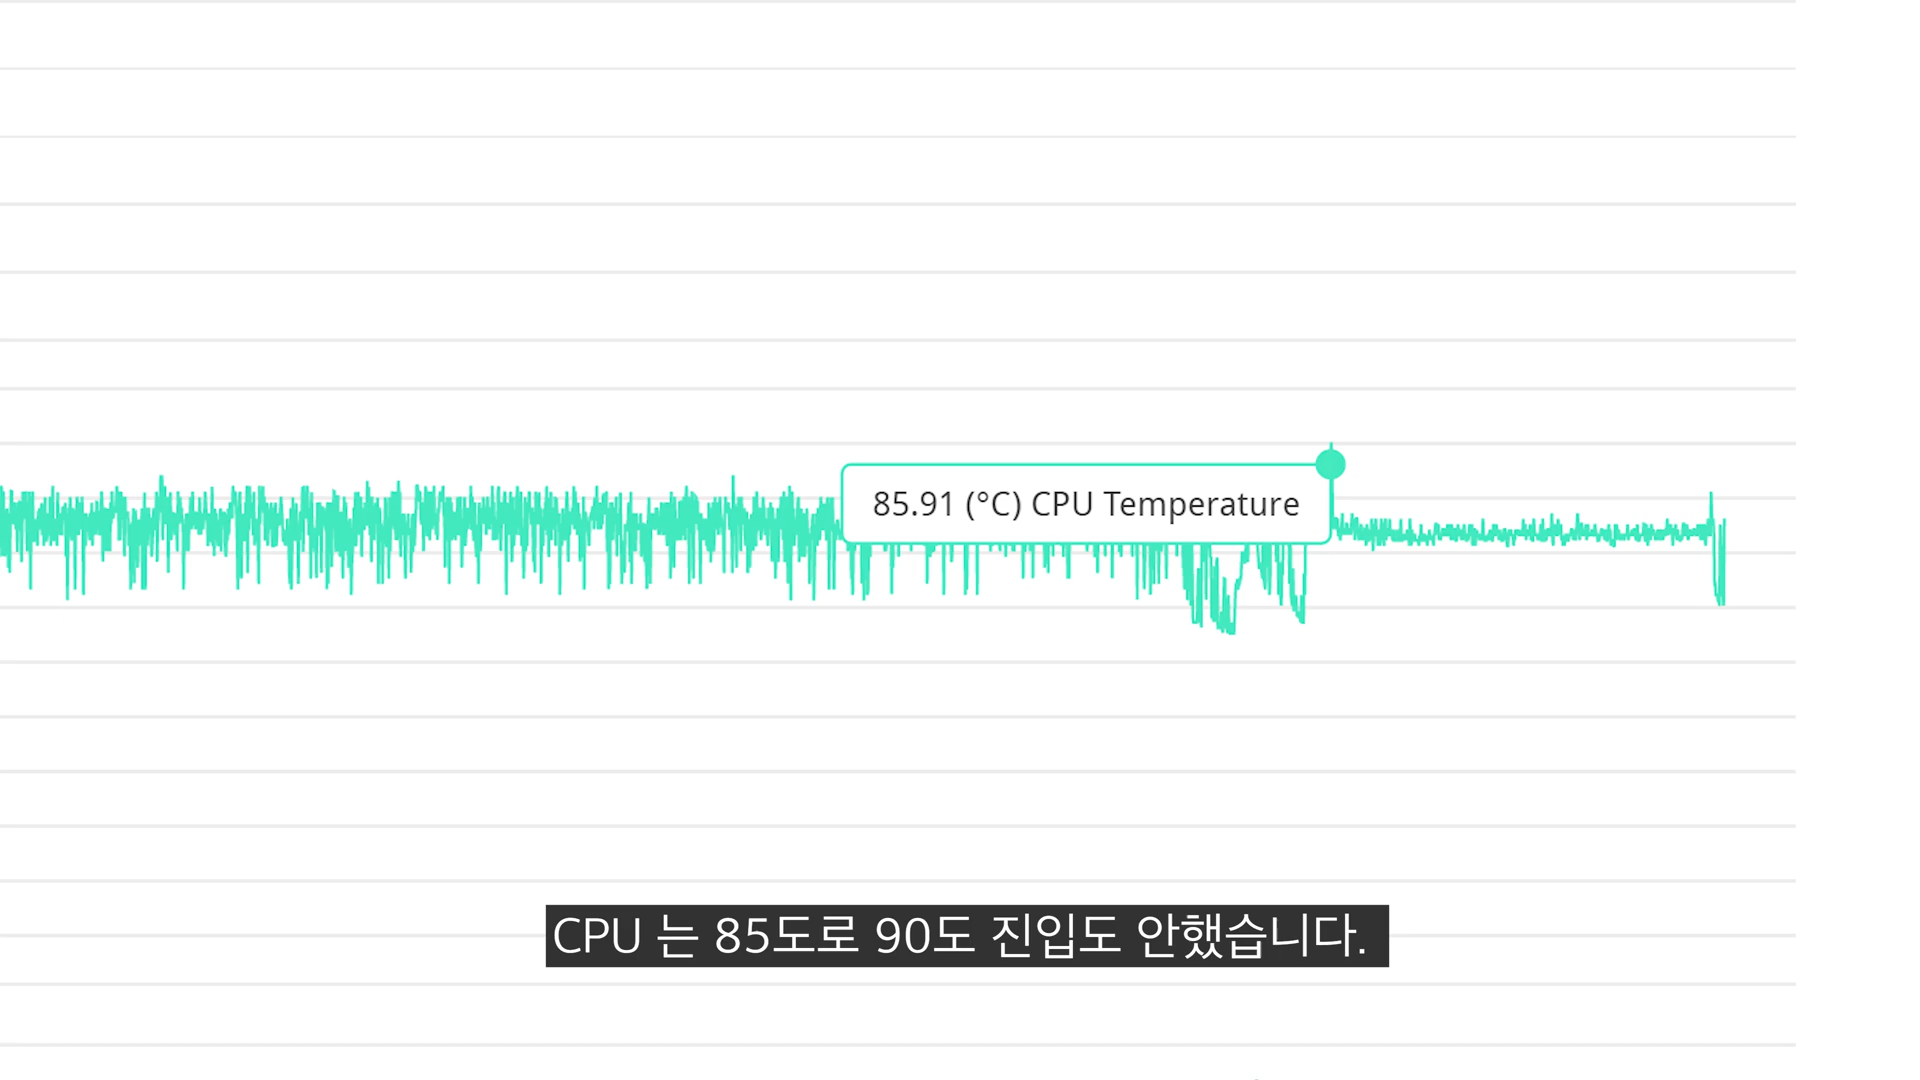 85.91 (°C) CPU Temperature
CPU 는 85도로 90도 진입도 안했습니다.